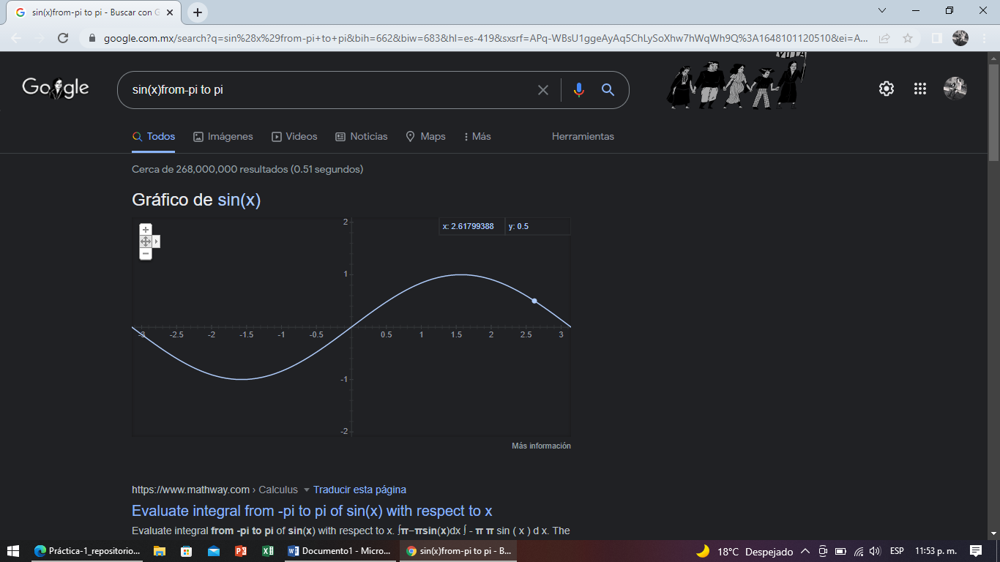 sin(x)from-pi to pi - Buscar con G
google.com.mx/search?q=sin%28x%29from-pi+to+pi&bih=662&biw=683&hl=es-419&sxsrf=APq-WBsU1ggeAyAq5ChLySoXhw7hWqWh9Q%3A1648101120510&ei=A...
Google
sin(x)from-pi to pi
Todos
Imágenes
Videos
Noticias
Maps
Más
Herramientas
Cerca de 268,000,000 resultados (0.51 segundos)
Gráfico de sin(x)
x: 2.61799388
y: 0.5
2
1
-3 -2.5 -2 -1.5 -1 -0.5 0.5 1 1.5 2 2.5 3
-1
-2
Más información
https://www.mathway.com › Calculus Traducir esta página
Evaluate integral from -pi to pi of sin(x) with respect to x
Evaluate integral from -pi to pi of sin(x) with respect to x. ∫π−πsin(x)dx ∫ - π π sin ( x ) d x. The
Práctica-1_repositorio...
Documento1 - Micro...
sin(x)from-pi to pi - B...
18°C Despejado
ESP
11:53 p. m.